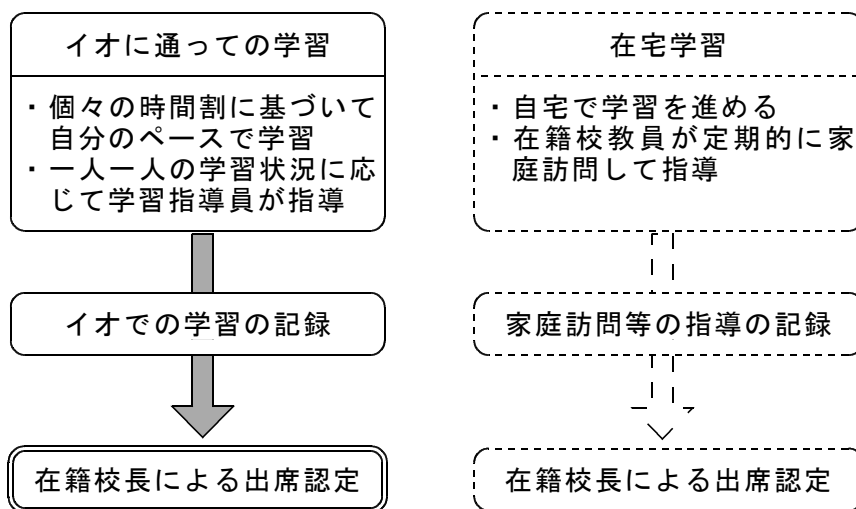 イオに通っての学習
・個々の時間割に基づいて
自分のペースで学習
・一人一人の学習状況に応
じて学習指導員が指導
イオでの学習の記録
在籍校長による出席認定
在宅学習
・自宅で学習を進める
・在籍校教員が定期的に家
庭訪問して指導
家庭訪問等の指導の記録
在籍校長による出席認定